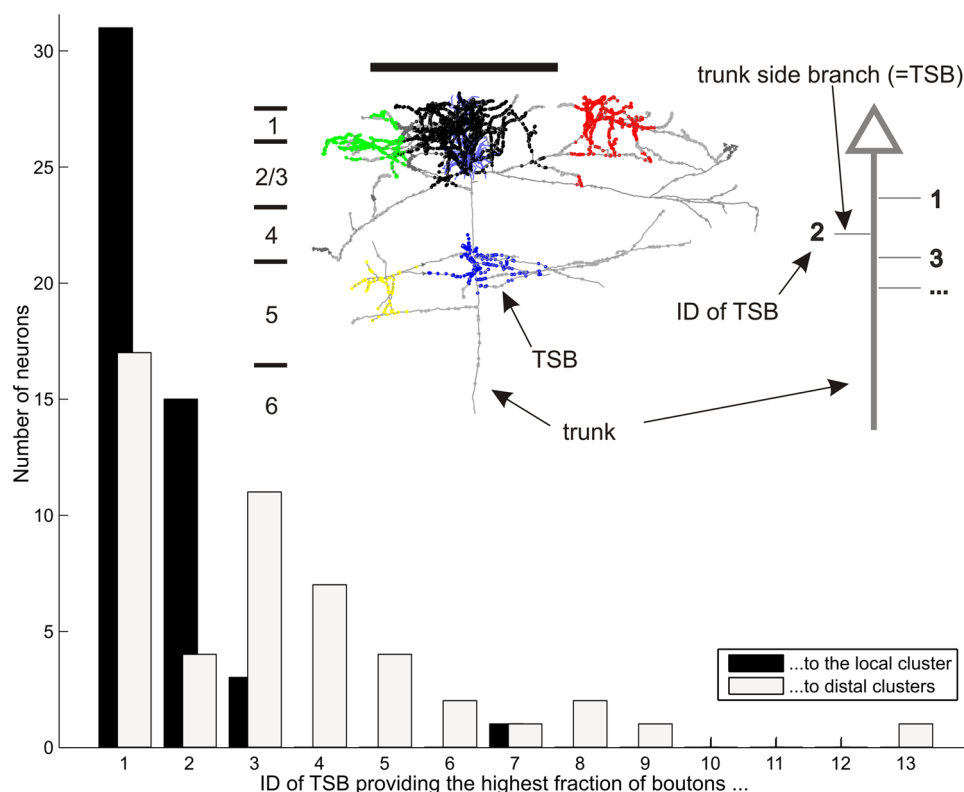 30
25
20
15
10
5
0
Number of neurons
1
2/3
4
5
6
trunk side branch (=TSB)
1
2
3
...
ID of TSB
TSB
trunk
...to the local cluster
...to distal clusters
1 2 3 4 5 6 7 8 9 10 11 12 13
ID of TSB providing the highest fraction of boutons ...